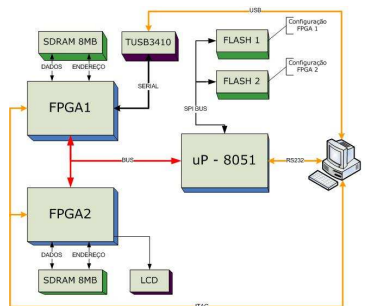 USB
SDRAM 8MB
TUSB3410
FLASH 1
Configuração
FPGA 1
DADOS
ENDEREÇO
FLASH 2
Configuração
FPGA 2
SERIAL
FPGA1
SPI BUS
BUS
uP - 8051
RS232
FPGA2
DADOS
ENDEREÇO
SDRAM 8MB
LCD
JTAG